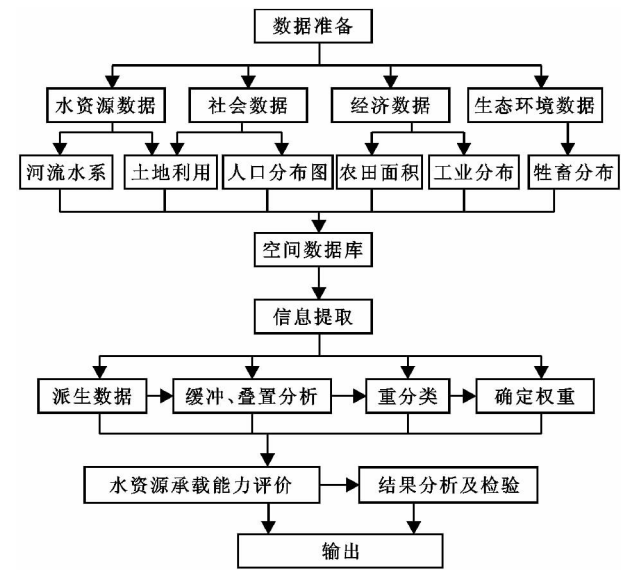 数据准备
水资源数据
社会数据
经济数据
生态环境数据
河流水系
土地利用
人口分布图
农田面积
工业分布
牲畜分布
空间数据库
信息提取
派生数据
缓冲、叠置分析
重分类
确定权重
水资源承载能力评价
结果分析及检验
输出